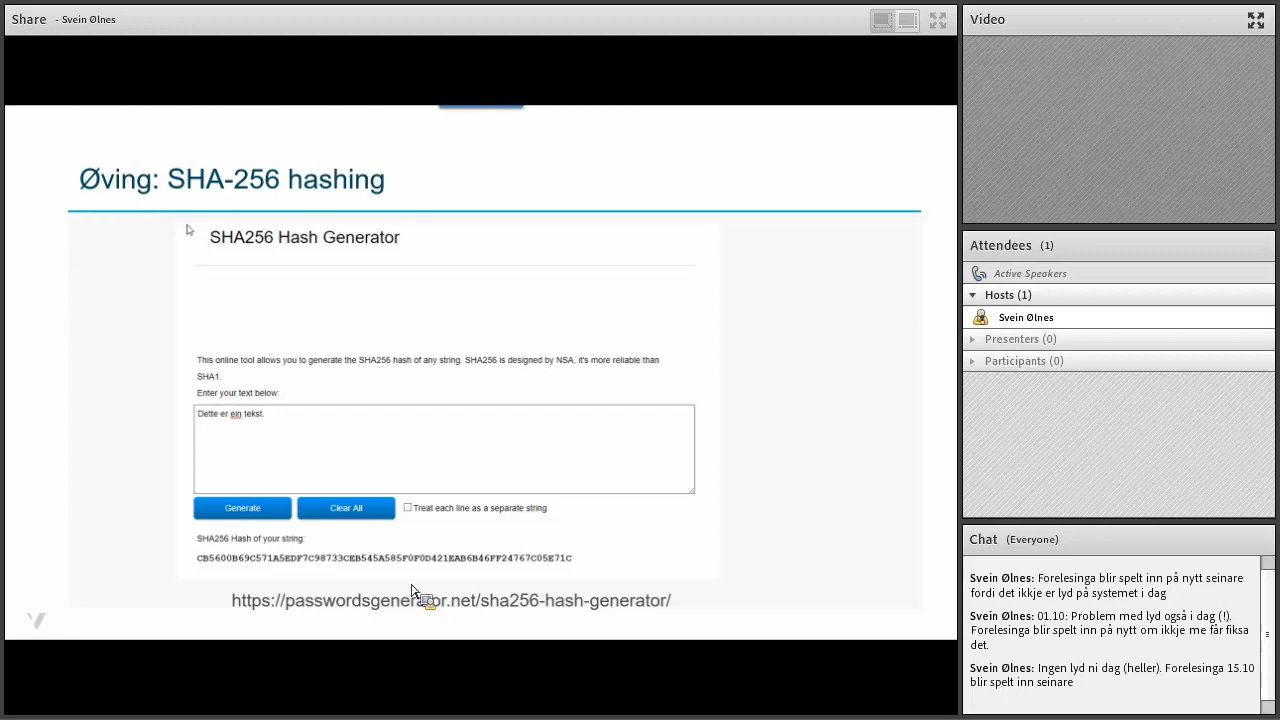 Share - Svein Ølnes
Øving: SHA-256 hashing
SHA256 Hash Generator
This online tool allows you to generate the SHA256 hash of any string. SHA256 is designed by NSA, it's more reliable than
SHA1.
Enter your text below:
Dette er ein tekst.
Generate
Clear All
Treat each line as a separate string
SHA256 Hash of your string:
CB5600B69C571A5EDF7C98733CEB545A585F0F0D421EAB6B46FF24767C05E71C
https://passwordsgenerator.net/sha256-hash-generator/
Video
Attendees (1)
Active Speakers
Hosts (1)
Svein Ølnes
Presenters (0)
Participants (0)
Chat (Everyone)
Svein Ølnes: Forelesinga blir spelt inn på nytt seinare
fordi det ikkje er lyd på systemet i dag
Svein Ølnes: 01.10: Problem med lyd også i dag (!).
Forelesinga blir spelt inn på nytt om ikkje me får fiksa
det.
Svein Ølnes: Ingen lyd ni dag (heller). Forelesinga 15.10
blir spelt inn seinare